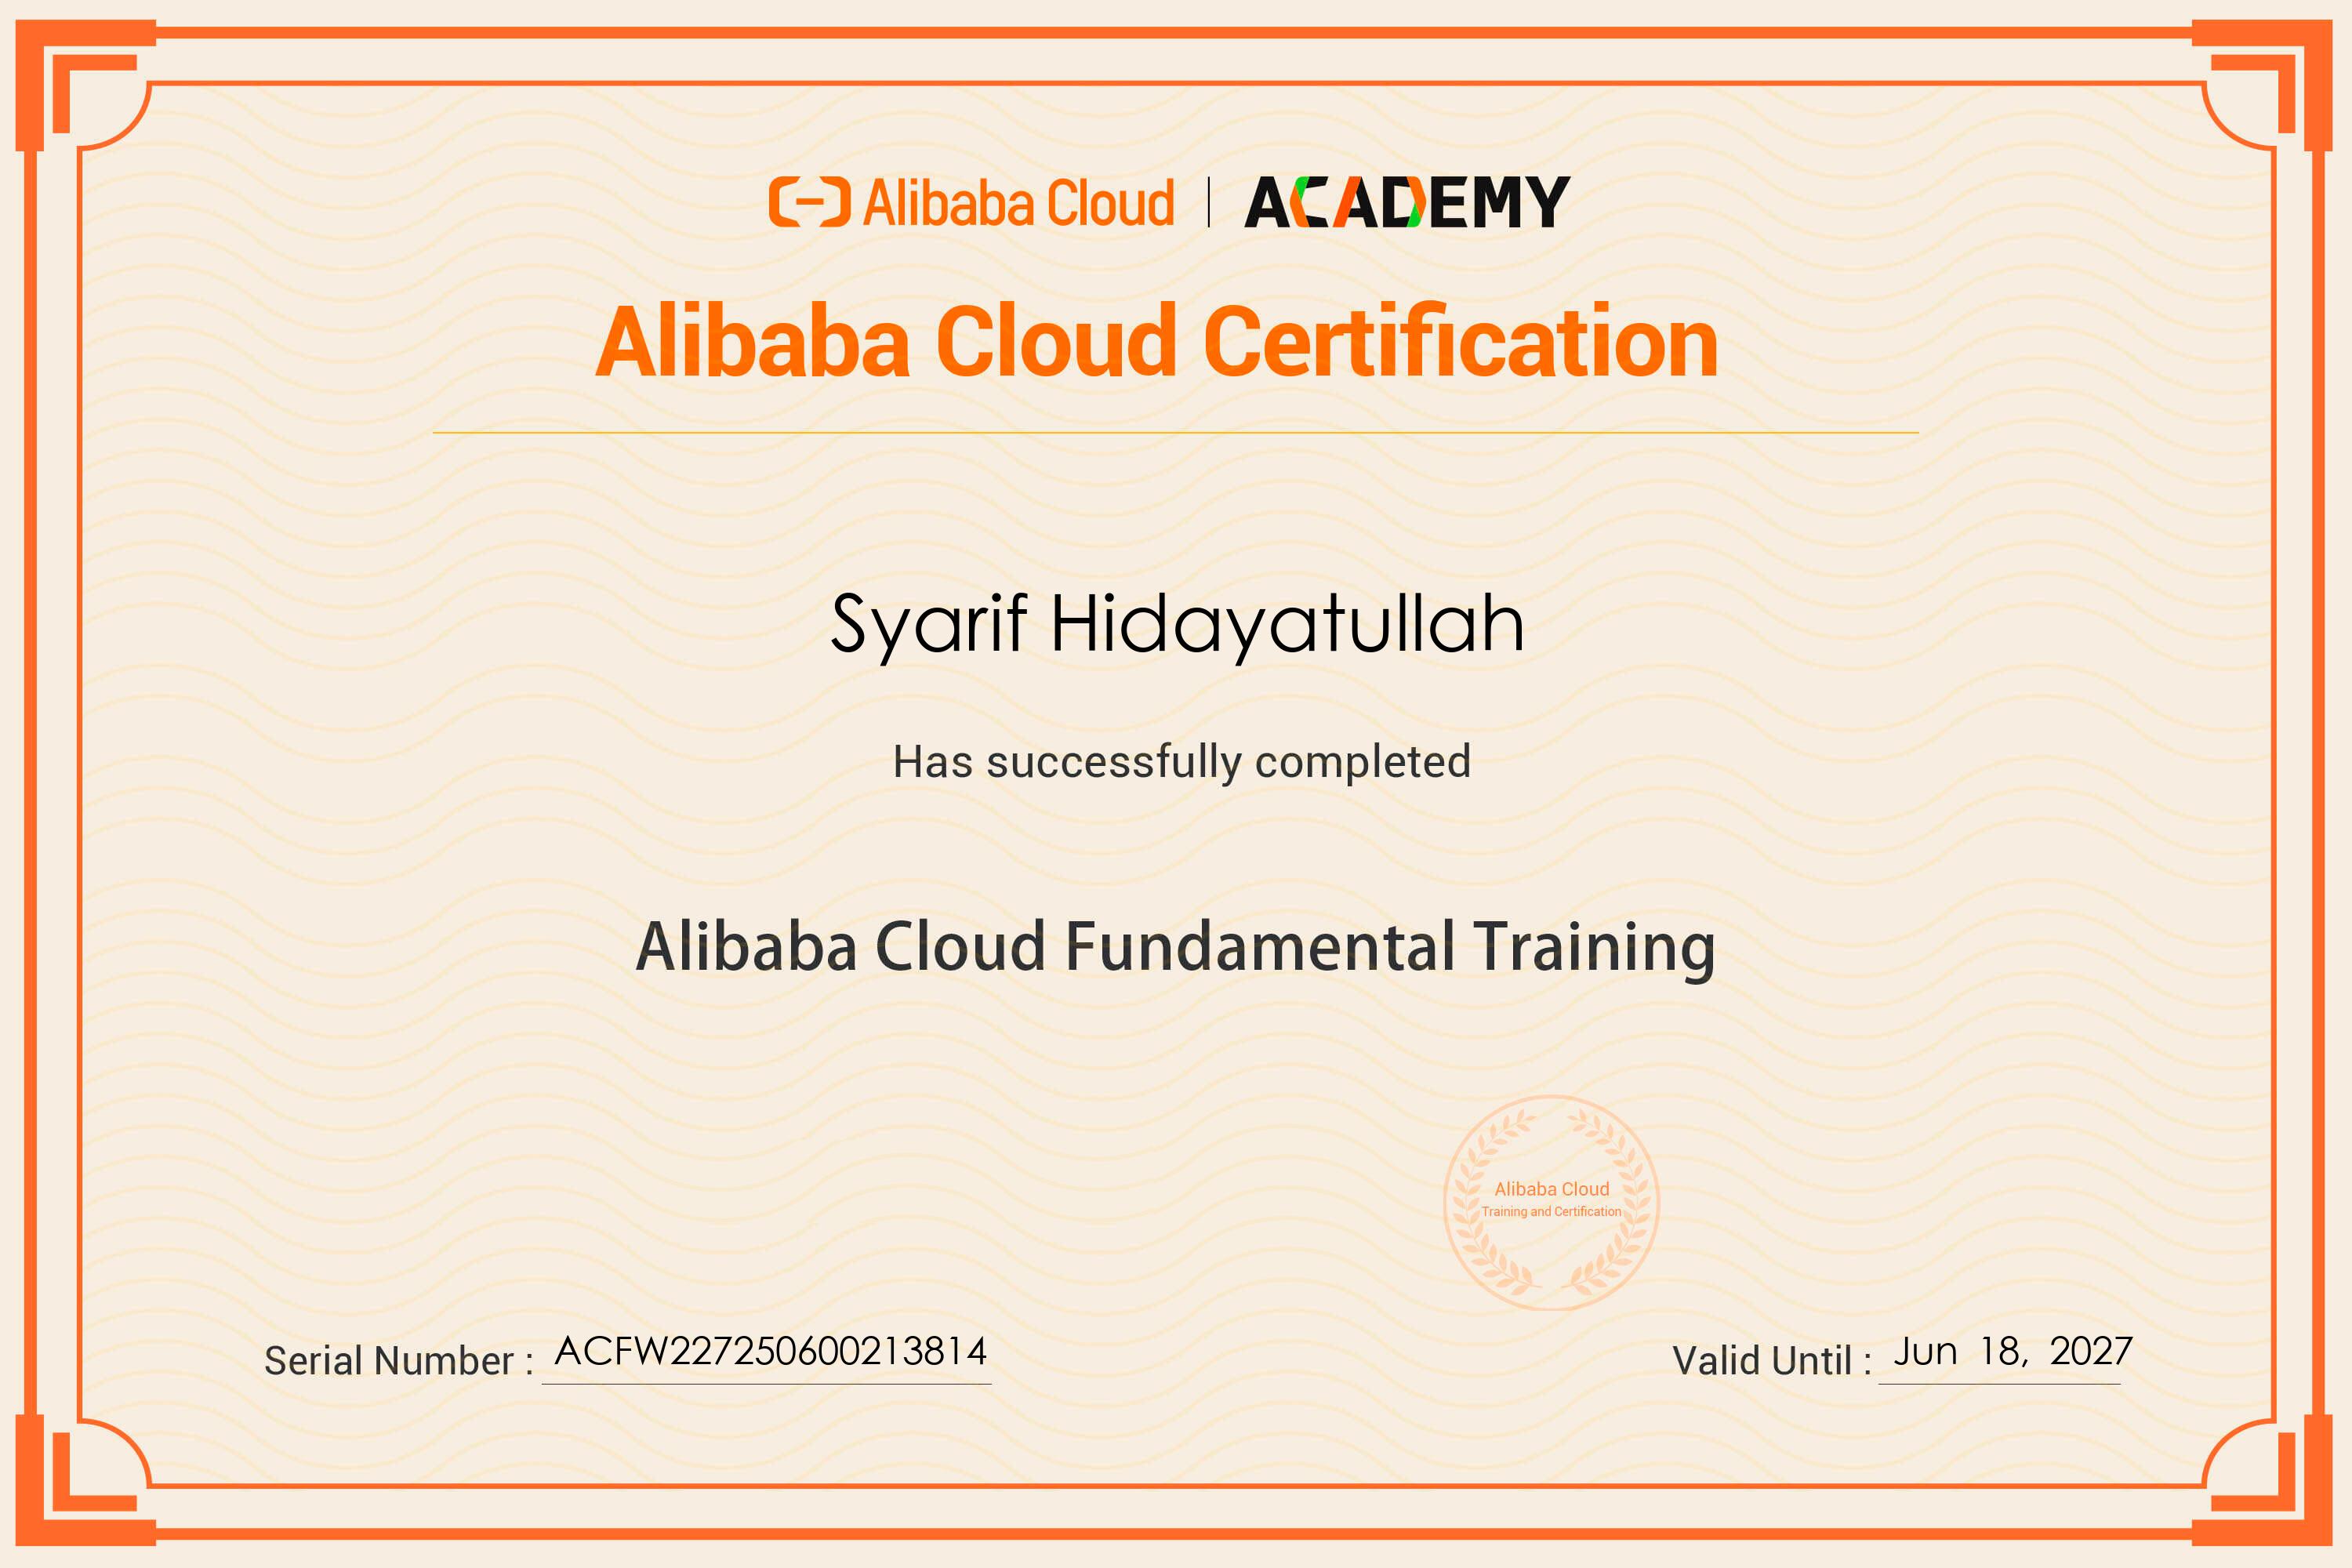 Alibaba Cloud | ACADEMY
Alibaba Cloud Certification
Syarif Hidayatullah
Has successfully completed
Alibaba Cloud Fundamental Training
Alibaba Cloud
Training and Certification
Serial Number : ACFW227250600213814
Valid Until : Jun 18, 2027